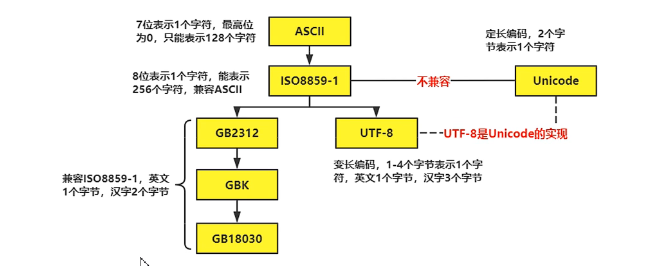 7位表示1个字符，最高位
为0，只能表示128个字符
ASCII
定长编码，2个字
节表示1个字符
8位表示1个字符，能表示
256个字符，兼容ASCII
ISO8859-1
不兼容
Unicode
GB2312
UTF-8
UTF-8是Unicode的实现
兼容ISO8859-1，英文
1个字节，汉字2个字节
变长编码，1-4个字节表示1个字
符，英文1个字节，汉字3个字节
GBK
GB18030